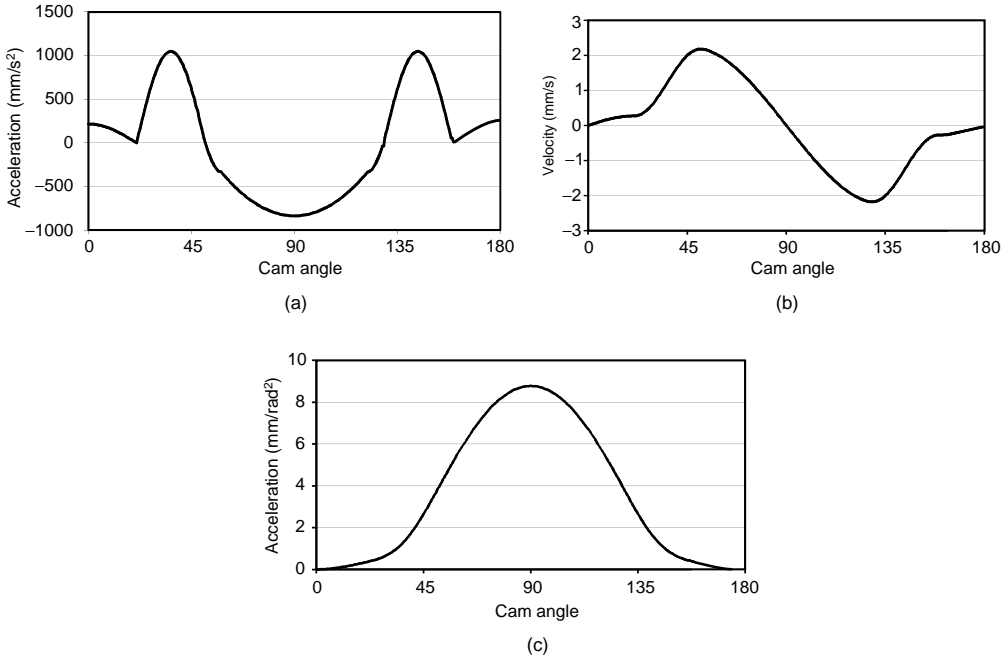 1500
1000
500
0
−500
−1000
Acceleration (mm/s²)
0 45 90 135 180
Cam angle
(a)
3
2
1
0
−1
−2
−3
Velocity (mm/s)
0 45 90 135 180
Cam angle
(b)
10
8
6
4
2
0
Acceleration (mm/rad²)
0 45 90 135 180
Cam angle
(c)